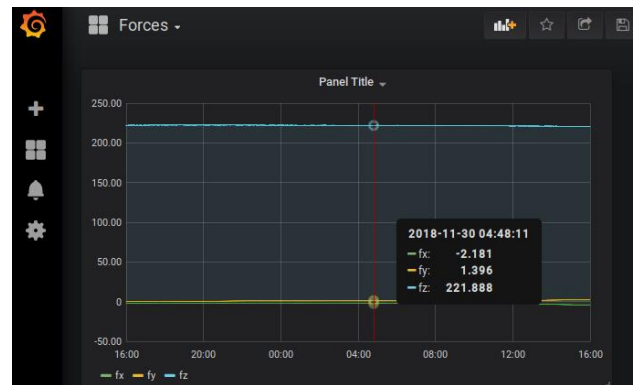 Forces
Panel Title
250.00
200.00
150.00
100.00
50.00
0
-50.00
2018-11-30 04:48:11
fx: -2.181
fy: 1.396
fz: 221.888
16:00 20:00 00:00 04:00 08:00 12:00 16:00
fx fy fz